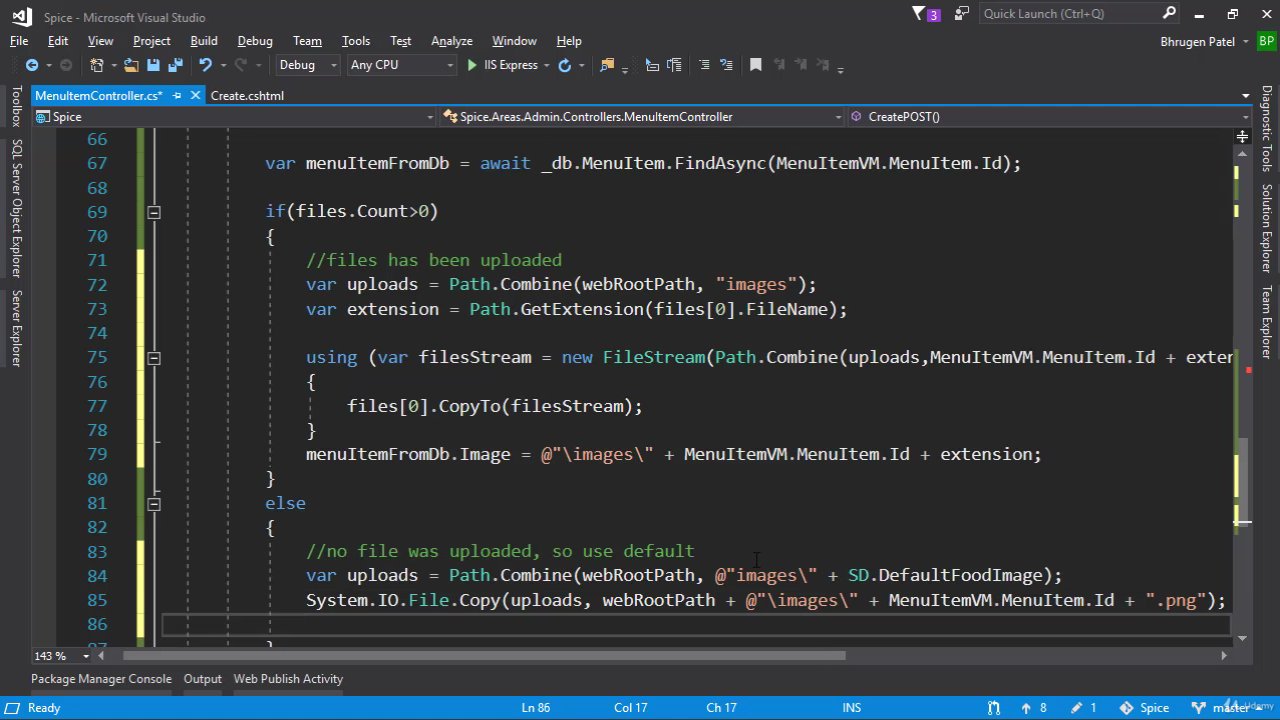 Spice - Microsoft Visual Studio
3
Quick Launch (Ctrl+Q)
File Edit View Project Build Debug Team Tools Test Analyze Window Help
Bhrugen Patel BP
Debug Any CPU IIS Express
MenuItemController.cs* Create.cshtml
Spice Spice.Areas.Admin.Controllers.MenuItemController CreatePOST()
Toolbox
SQL Server Object Explorer
Server Explorer
Diagnostic Tools
Solution Explorer
Team Explorer
66
67 var menuItemFromDb = await _db.MenuItem.FindAsync(MenuItemVM.MenuItem.Id);
68
69 if(files.Count>0)
70 {
71 //files has been uploaded
72 var uploads = Path.Combine(webRootPath, "images");
73 var extension = Path.GetExtension(files[0].FileName);
74
75 using (var filesStream = new FileStream(Path.Combine(uploads,MenuItemVM.MenuItem.Id + exten
76 {
77 files[0].CopyTo(filesStream);
78 }
79 menuItemFromDb.Image = @"\images\" + MenuItemVM.MenuItem.Id + extension;
80 }
81 else
82 {
83 //no file was uploaded, so use default
84 var uploads = Path.Combine(webRootPath, @"images\" + SD.DefaultFoodImage);
85 System.IO.File.Copy(uploads, webRootPath + @"\images\" + MenuItemVM.MenuItem.Id + ".png");
86
87 }
143 %
Package Manager Console Output Web Publish Activity
Ready Ln 86 Col 17 Ch 17 INS 8 1 Spice master
Udemy